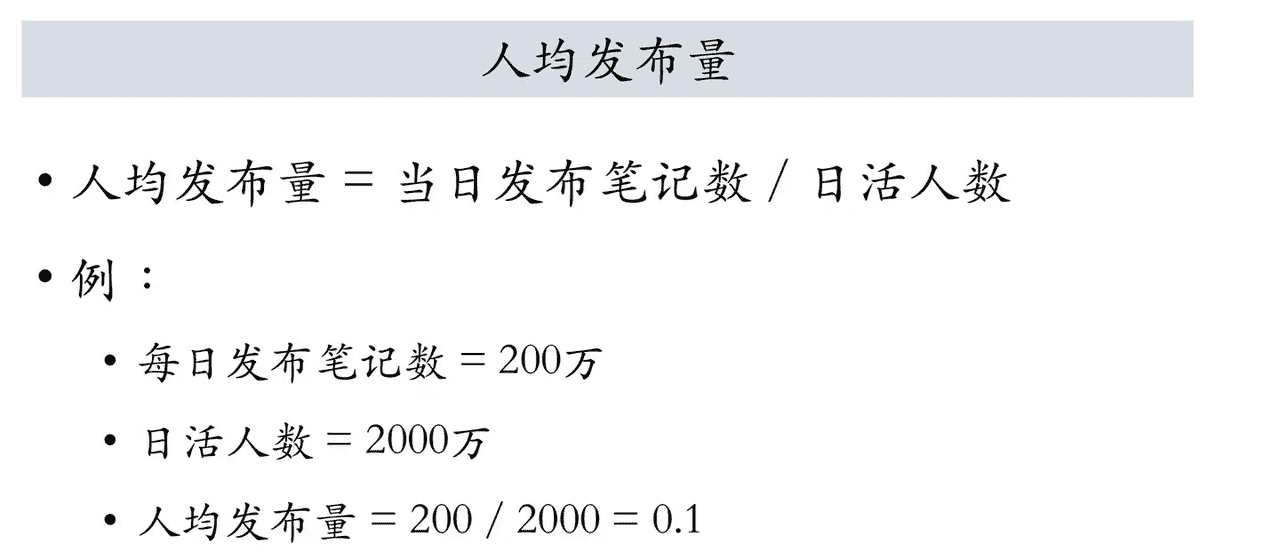 人均发布量
• 人均发布量 = 当日发布笔记数 / 日活人数
• 例：
• 每日发布笔记数 = 200万
• 日活人数 = 2000万
• 人均发布量 = 200 / 2000 = 0.1